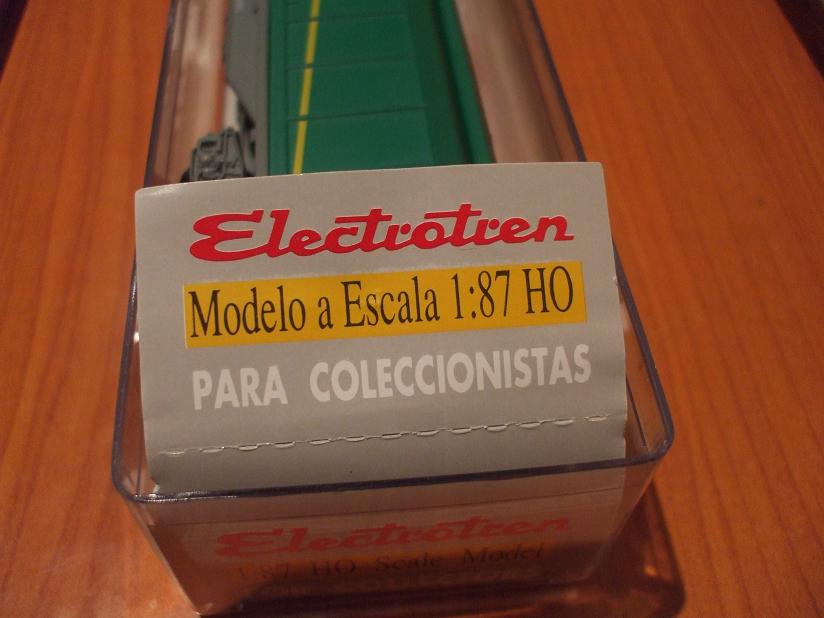 Electrotren
Modelo a Escala 1:87 HO
PARA COLECCIONISTAS
Electrotren
1:87 HO Scale Model